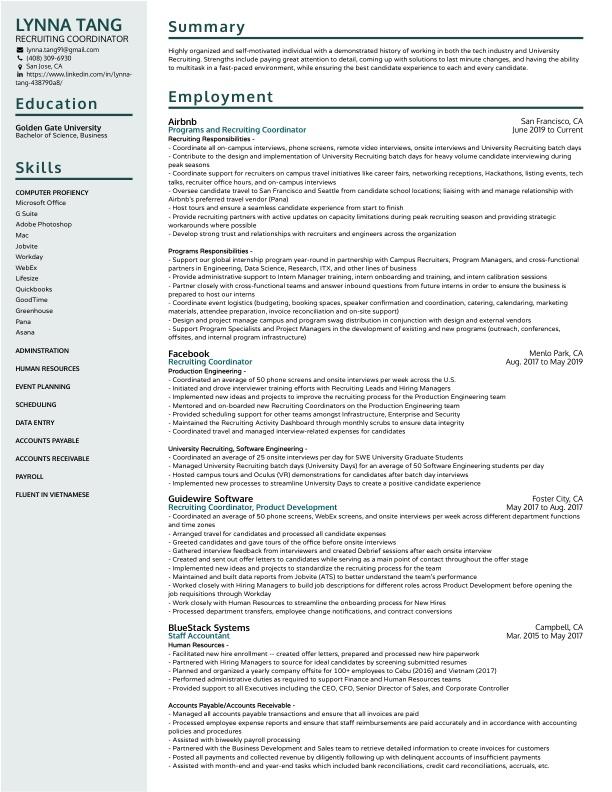 LYNNA TANG
RECRUITING COORDINATOR
lynna.tang91@gmail.com
(408) 309-6930
San Jose, CA
https://www.linkedin.com/in/lynna-
tang-438790a8/
Education
Golden Gate University
Bachelor of Science, Business
Skills
COMPUTER PROFIENCY
Microsoft Office
G Suite
Adobe Photoshop
Mac
Jobvite
Workday
WebEx
Lifesize
Quickbooks
GoodTime
Greenhouse
Pana
Asana
ADMINSTRATION
HUMAN RESOURCES
EVENT PLANNING
SCHEDULING
DATA ENTRY
ACCOUNTS PAYABLE
ACCOUNTS RECEIVABLE
PAYROLL
FLUENT IN VIETNAMESE
Summary
Highly organized and self-motivated individual with a demonstrated history of working in both the tech industry and University
Recruiting. Strengths include paying great attention to detail, coming up with solutions to last minute changes, and having the ability
to multitask in a fast-paced environment, while ensuring the best candidate experience to each and every candidate.
Employment
Airbnb San Francisco, CA
Programs and Recruiting Coordinator June 2019 to Current
Recruiting Responsibilities -
- Coordinate all on-campus interviews, phone screens, remote video interviews, onsite interviews and University Recruiting batch days
- Contribute to the design and implementation of University Recruiting batch days for heavy volume candidate interviewing during
peak seasons
- Coordinate support for recruiters on campus travel initiatives like career fairs, networking receptions, Hackathons, listing events, tech
talks, recruiter office hours, and on-campus interviews
- Oversee candidate travel to San Francisco and Seattle from candidate school locations; liaising with and manage relationship with
Airbnb's preferred travel vendor (Pana)
- Host tours and ensure a seamless candidate experience from start to finish
- Provide recruiting partners with active updates on capacity limitations during peak recruiting season and providing strategic
workarounds where possible
- Develop strong trust and relationships with recruiters and engineers across the organization
Programs Responsibilities -
- Support our global internship program year-round in partnership with Campus Recruiters, Program Managers, and cross-functional
partners in Engineering, Data Science, Research, ITX, and other lines of business
- Provide administrative support to Intern Manager training, intern onboarding and training, and intern calibration sessions
- Partner closely with cross-functional teams and answer inbound questions from future interns in order to ensure the business is
prepared to host our interns
- Coordinate event logistics (budgeting, booking spaces, speaker confirmation and coordination, catering, calendaring, marketing
materials, attendee preparation, invoice reconciliation and on-site support)
- Design and project manage campus and program swag distribution in conjunction with design and external vendors
- Support Program Specialists and Project Managers in the development of existing and new programs (outreach, conferences,
offsites, and internal program infrastructure)
Facebook Menlo Park, CA
Recruiting Coordinator Aug. 2017 to May 2019
Production Engineering -
- Coordinated an average of 50 phone screens and onsite interviews per week across the U.S.
- Initiated and drove interviewer training efforts with Recruiting Leads and Hiring Managers
- Implemented new ideas and projects to improve the recruiting process for the Production Engineering team
- Mentored and on-boarded new Recruiting Coordinators on the Production Engineering team
- Provided scheduling support for other teams amongst Infrastructure, Enterprise and Security
- Maintained the Recruiting Activity Dashboard through monthly scrubs to ensure data integrity
- Coordinated travel and managed interview-related expenses for candidates
University Recruiting, Software Engineering -
- Coordinated an average of 25 onsite interviews per day for SWE University Graduate Students
- Managed University Recruiting batch days (University Days) for an average of 50 Software Engineering students per day
- Hosted campus tours and Oculus (VR) demonstrations for candidates after batch day interviews
- Implemented new processes to streamline University Days to create a positive candidate experience
Guidewire Software Foster City, CA
Recruiting Coordinator, Product Development May 2017 to Aug. 2017
- Coordinated an average of 50 phone screens, WebEx screens, and onsite interviews per week across different department functions
and time zones
- Arranged travel for candidates and processed all candidate expenses
- Greeted candidates and gave tours of the office before onsite interviews
- Gathered interview feedback from interviewers and created Debrief sessions after each onsite interview
- Created and sent out offer letters to candidates while serving as a main point of contact throughout the offer stage
- Implemented new ideas and projects to standardize the recruiting process for the team
- Maintained and built data reports from Jobvite (ATS) to better understand the team's performance
- Worked closely with Hiring Managers to build job descriptions for different roles across Product Development before opening the
job requisitions through Workday
- Work closely with Human Resources to streamline the onboarding process for New Hires
- Processed department transfers, employee change notifications, and contract conversions
BlueStack Systems Campbell, CA
Staff Accountant Mar. 2015 to May 2017
Human Resources -
- Facilitated new hire enrollment -- created offer letters, prepared and processed new hire paperwork
- Partnered with Hiring Managers to source for ideal candidates by screening submitted resumes
- Planned and organized a yearly company offsite for 100+ employees to Cebu (2016) and Vietnam (2017)
- Performed administrative duties as required to support Finance and Human Resources teams
- Provided support to all Executives including the CEO, CFO, Senior Director of Sales, and Corporate Controller
Accounts Payable/Accounts Receivable -
- Managed all accounts payable transactions and ensure that all invoices are paid
- Processed employee expense reports and ensure that staff reimbursements are paid accurately and in accordance with accounting
policies and procedures
- Assisted with biweekly payroll processing
- Partnered with the Business Development and Sales team to retrieve detailed information to create invoices for customers
- Posted all payments and collected revenue by diligently following up with delinquent accounts of insufficient payments
- Assisted with month-end and year-end tasks which included bank reconciliations, credit card reconciliations, accruals, etc.